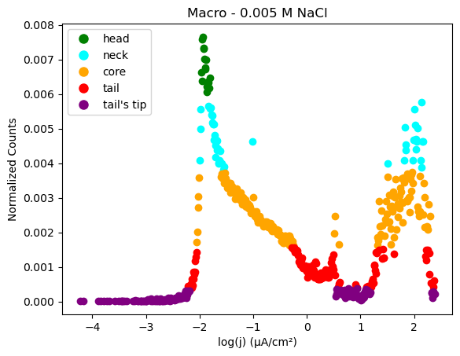 Macro - 0.005 M NaCl
0.008
0.007
0.006
0.005
0.004
0.003
0.002
0.001
0.000
Normalized Counts
head
neck
core
tail
tail's tip
−4
−3
−2
−1
0
1
2
log(j) (μA/cm²)